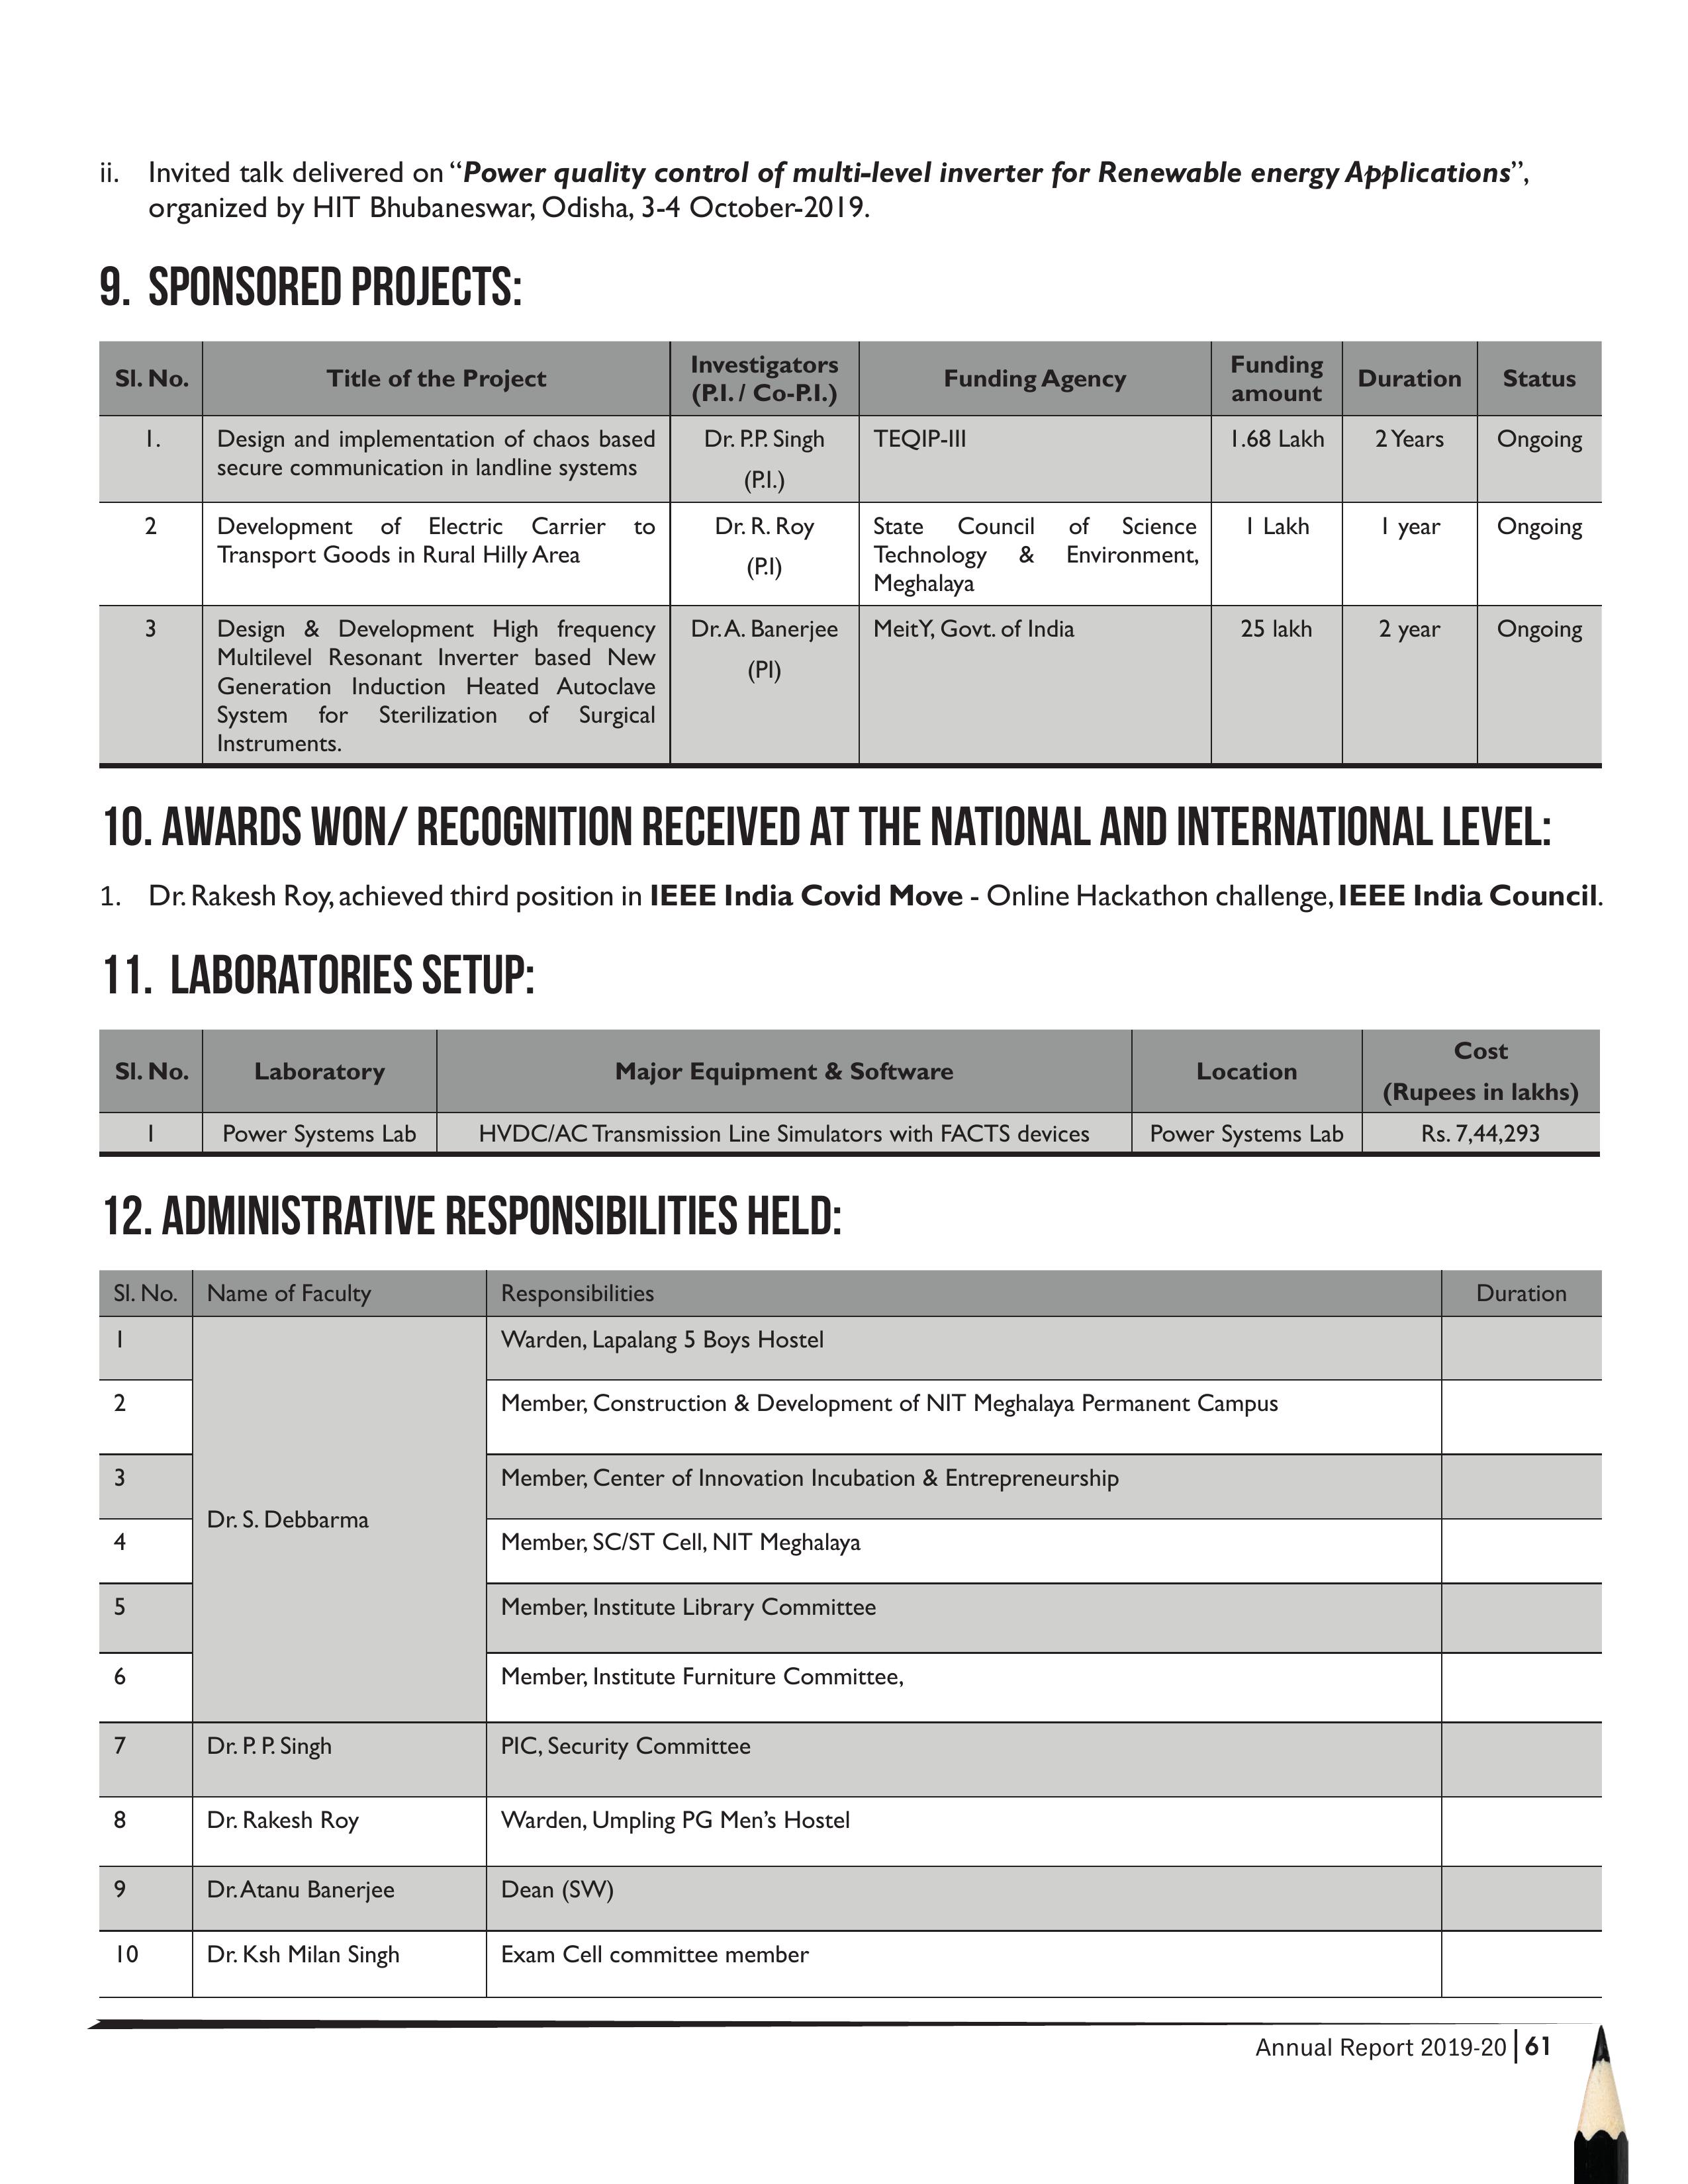 ii. Invited talk delivered on “Power quality control of multi-level inverter for Renewable energy Applications”,
organized by HIT Bhubaneswar, Odisha, 3-4 October-2019.
9. SPONSORED PROJECTS:
Sl. No. Title of the Project Investigators (P.I. / Co-P.I.) Funding Agency Funding amount Duration Status
1. Design and implementation of chaos based Dr. P.P. Singh TEQIP-III 1.68 Lakh 2 Years Ongoing
secure communication in landline systems
(P.I.)
2 Development of Electric Carrier to Dr. R. Roy State Council of Science 1 Lakh 1 year Ongoing
Transport Goods in Rural Hilly Area (P.I) Technology & Environment,
Meghalaya
3 Design & Development High frequency Dr. A. Banerjee MeitY, Govt. of India 25 lakh 2 year Ongoing
Multilevel Resonant Inverter based New (PI)
Generation Induction Heated Autoclave
System for Sterilization of Surgical
Instruments.
10. AWARDS WON/ RECOGNITION RECEIVED AT THE NATIONAL AND INTERNATIONAL LEVEL:
1. Dr. Rakesh Roy, achieved third position in IEEE India Covid Move - Online Hackathon challenge, IEEE India Council.
11. LABORATORIES SETUP:
Sl. No. Laboratory Major Equipment & Software Location Cost
(Rupees in lakhs)
1 Power Systems Lab HVDC/AC Transmission Line Simulators with FACTS devices Power Systems Lab Rs. 7,44,293
12. ADMINISTRATIVE RESPONSIBILITIES HELD:
Sl. No. Name of Faculty Responsibilities Duration
1 Warden, Lapalang 5 Boys Hostel
2 Member, Construction & Development of NIT Meghalaya Permanent Campus
3 Member, Center of Innovation Incubation & Entrepreneurship
Dr. S. Debbarma
4 Member, SC/ST Cell, NIT Meghalaya
5 Member, Institute Library Committee
6 Member, Institute Furniture Committee,
7 Dr. P. P. Singh PIC, Security Committee
8 Dr. Rakesh Roy Warden, Umpling PG Men’s Hostel
9 Dr. Atanu Banerjee Dean (SW)
10 Dr. Ksh Milan Singh Exam Cell committee member
Annual Report 2019-20 | 61